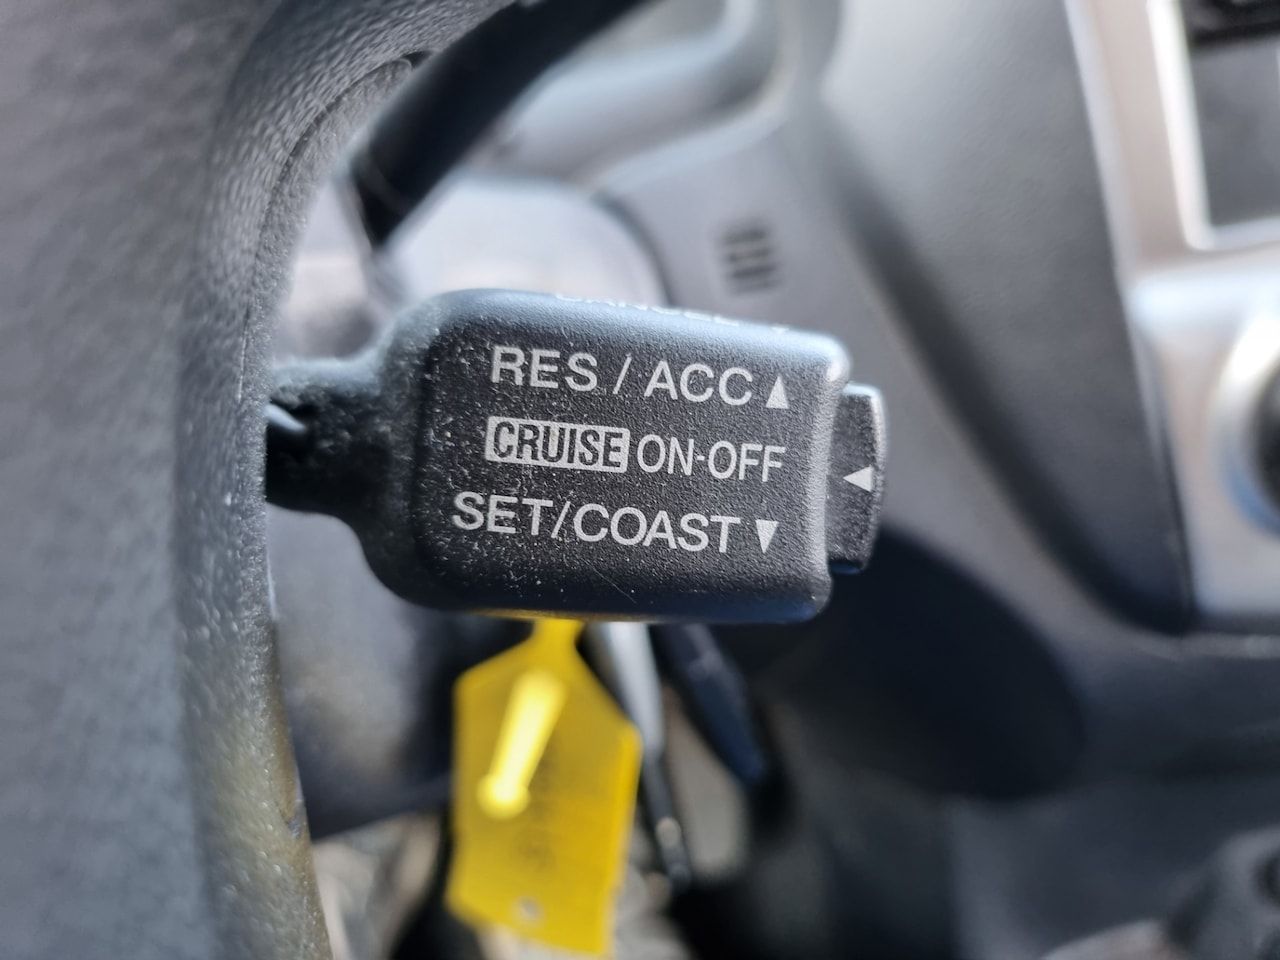 RES / ACC ▲
CRUISE ON-OFF
SET/COAST ▼